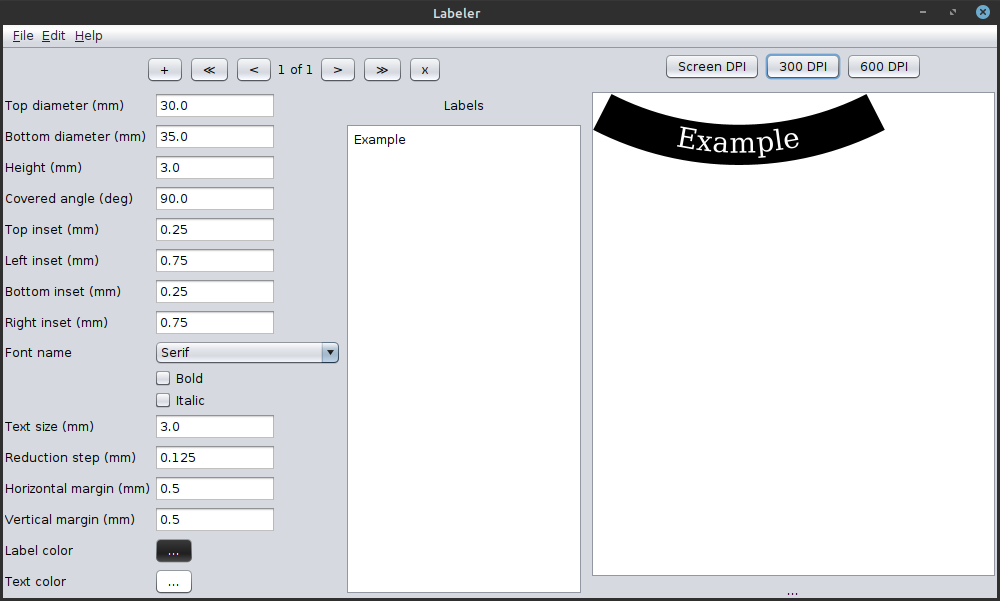 Labeler
File Edit Help
+ ≪ < 1 of 1 > ≫ x
Screen DPI 300 DPI 600 DPI
Top diameter (mm) 30.0
Bottom diameter (mm) 35.0
Height (mm) 3.0
Covered angle (deg) 90.0
Top inset (mm) 0.25
Left inset (mm) 0.75
Bottom inset (mm) 0.25
Right inset (mm) 0.75
Font name Serif
Bold
Italic
Text size (mm) 3.0
Reduction step (mm) 0.125
Horizontal margin (mm) 0.5
Vertical margin (mm) 0.5
Label color ...
Text color ...
Labels
Example
Example
...